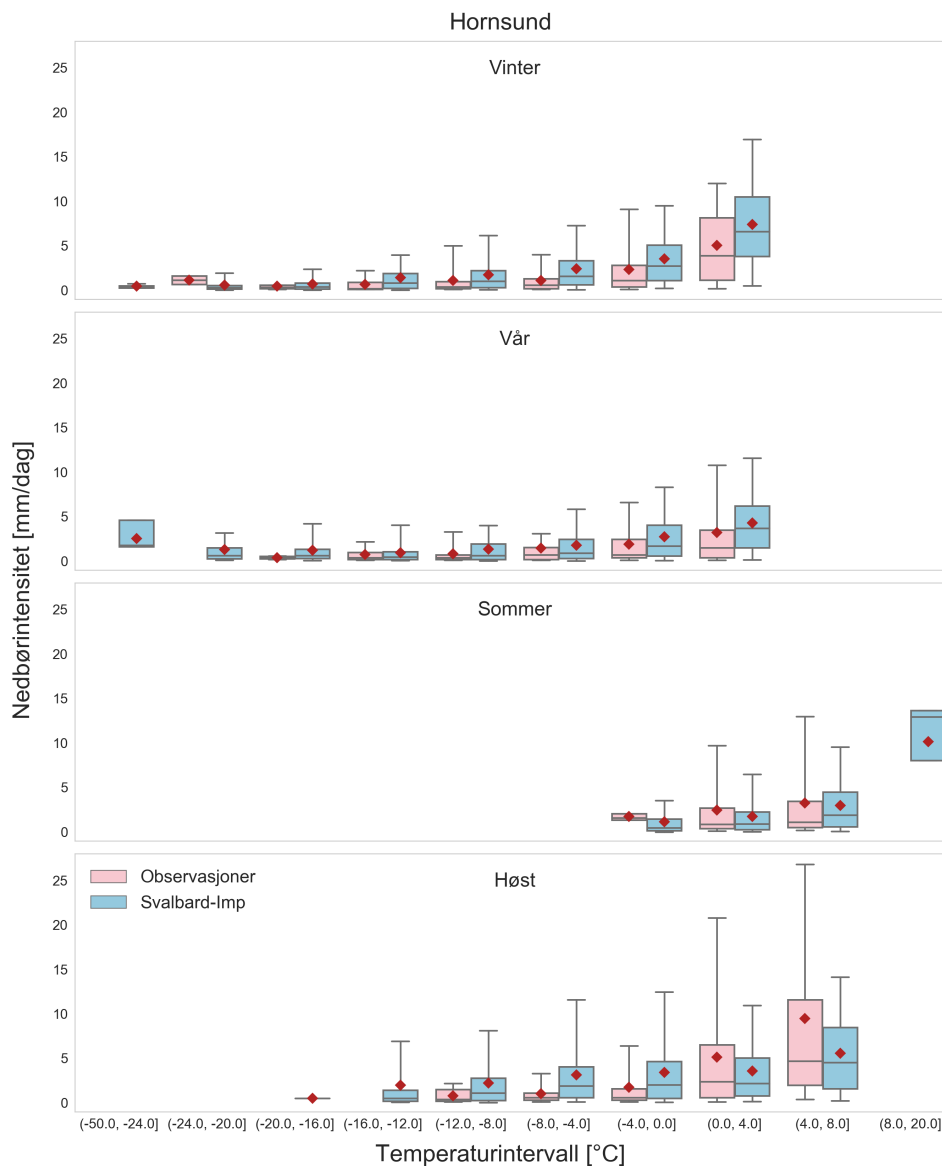 Hornsund
Vinter
25
20
15
10
5
0
Vår
25
20
15
10
5
0
Sommer
25
20
15
10
5
0
Høst
Observasjoner
Svalbard-Imp
25
20
15
10
5
0
Nedbørintensitet [mm/dag]
(-50.0, -24.0] (-24.0, -20.0] (-20.0, -16.0] (-16.0, -12.0] (-12.0, -8.0] (-8.0, -4.0] (-4.0, 0.0] (0.0, 4.0] (4.0, 8.0] (8.0, 20.0]
Temperaturintervall [°C]